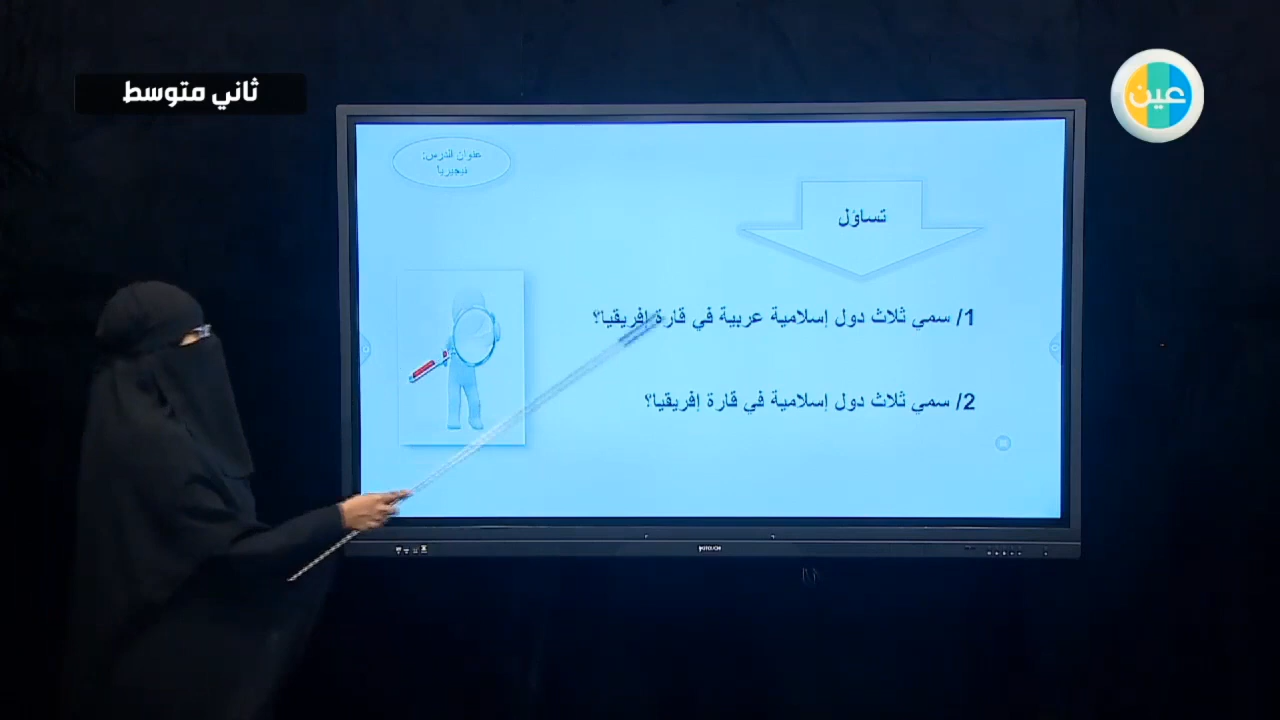 ثاني متوسط
عين
عنوان الدرس:
نيجيريا
تساؤل
1/ سمي ثلاث دول إسلامية عربية في قارة إفريقيا؟
2/ سمي ثلاث دول إسلامية في قارة إفريقيا؟